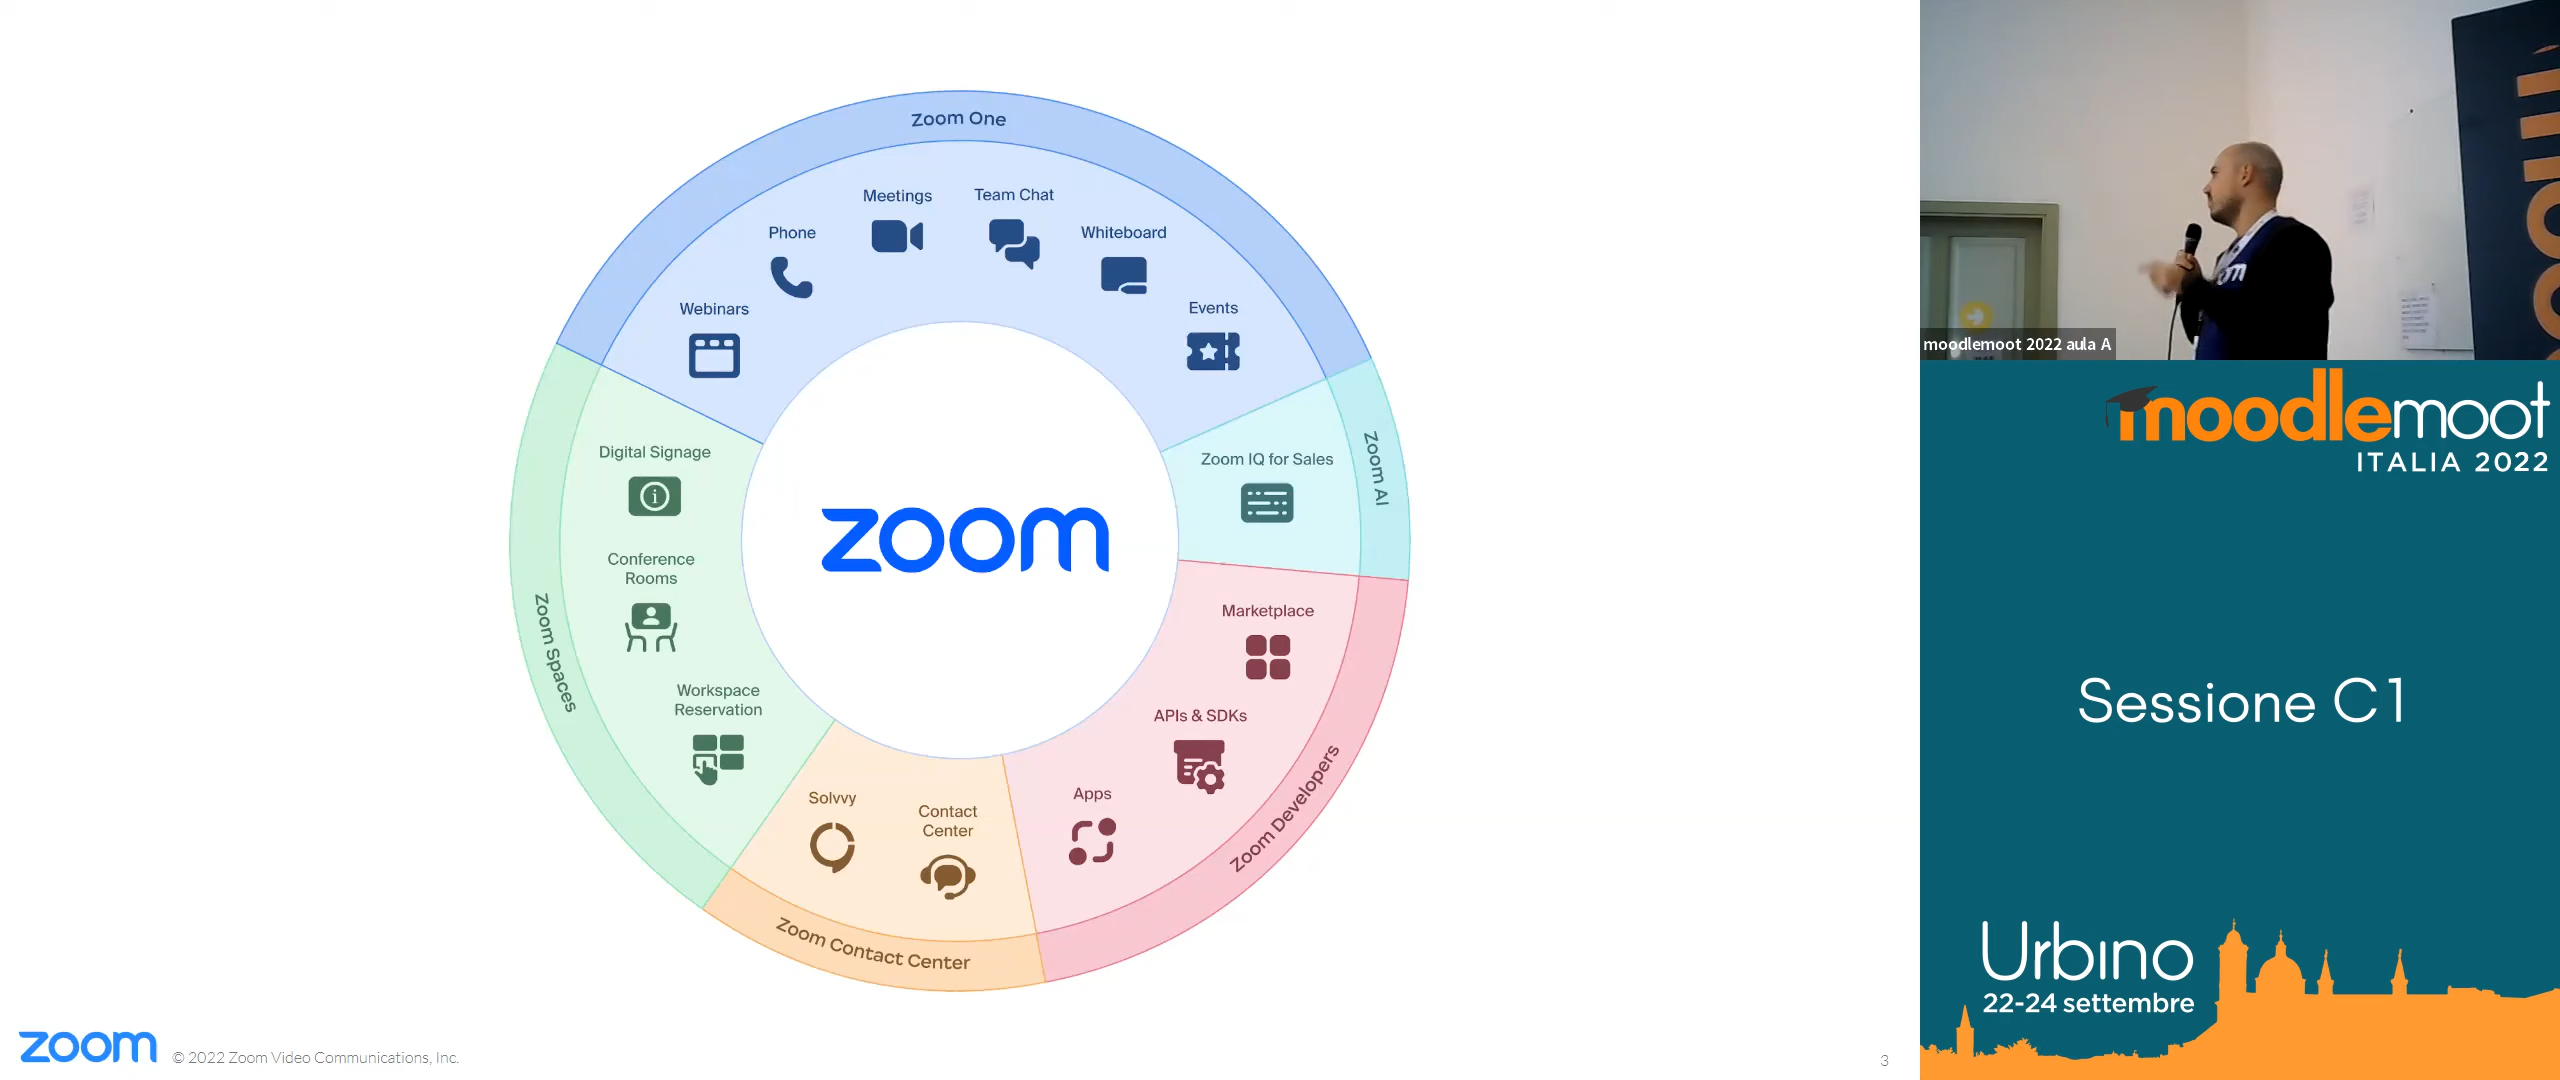 Zoom One
Meetings
Team Chat
Phone
Whiteboard
Webinars
Events
Digital Signage
Zoom IQ for Sales
Zoom AI
zoom
Conference
Rooms
Marketplace
Zoom Spaces
Workspace
Reservation
APIs & SDKs
Solvvy
Contact
Center
Apps
Zoom Developers
Zoom Contact Center
zoom
© 2022 Zoom Video Communications, Inc.
3
moodlemoot 2022 aula A
moodlemoot
ITALIA 2022
Sessione C1
Urbino
22-24 settembre